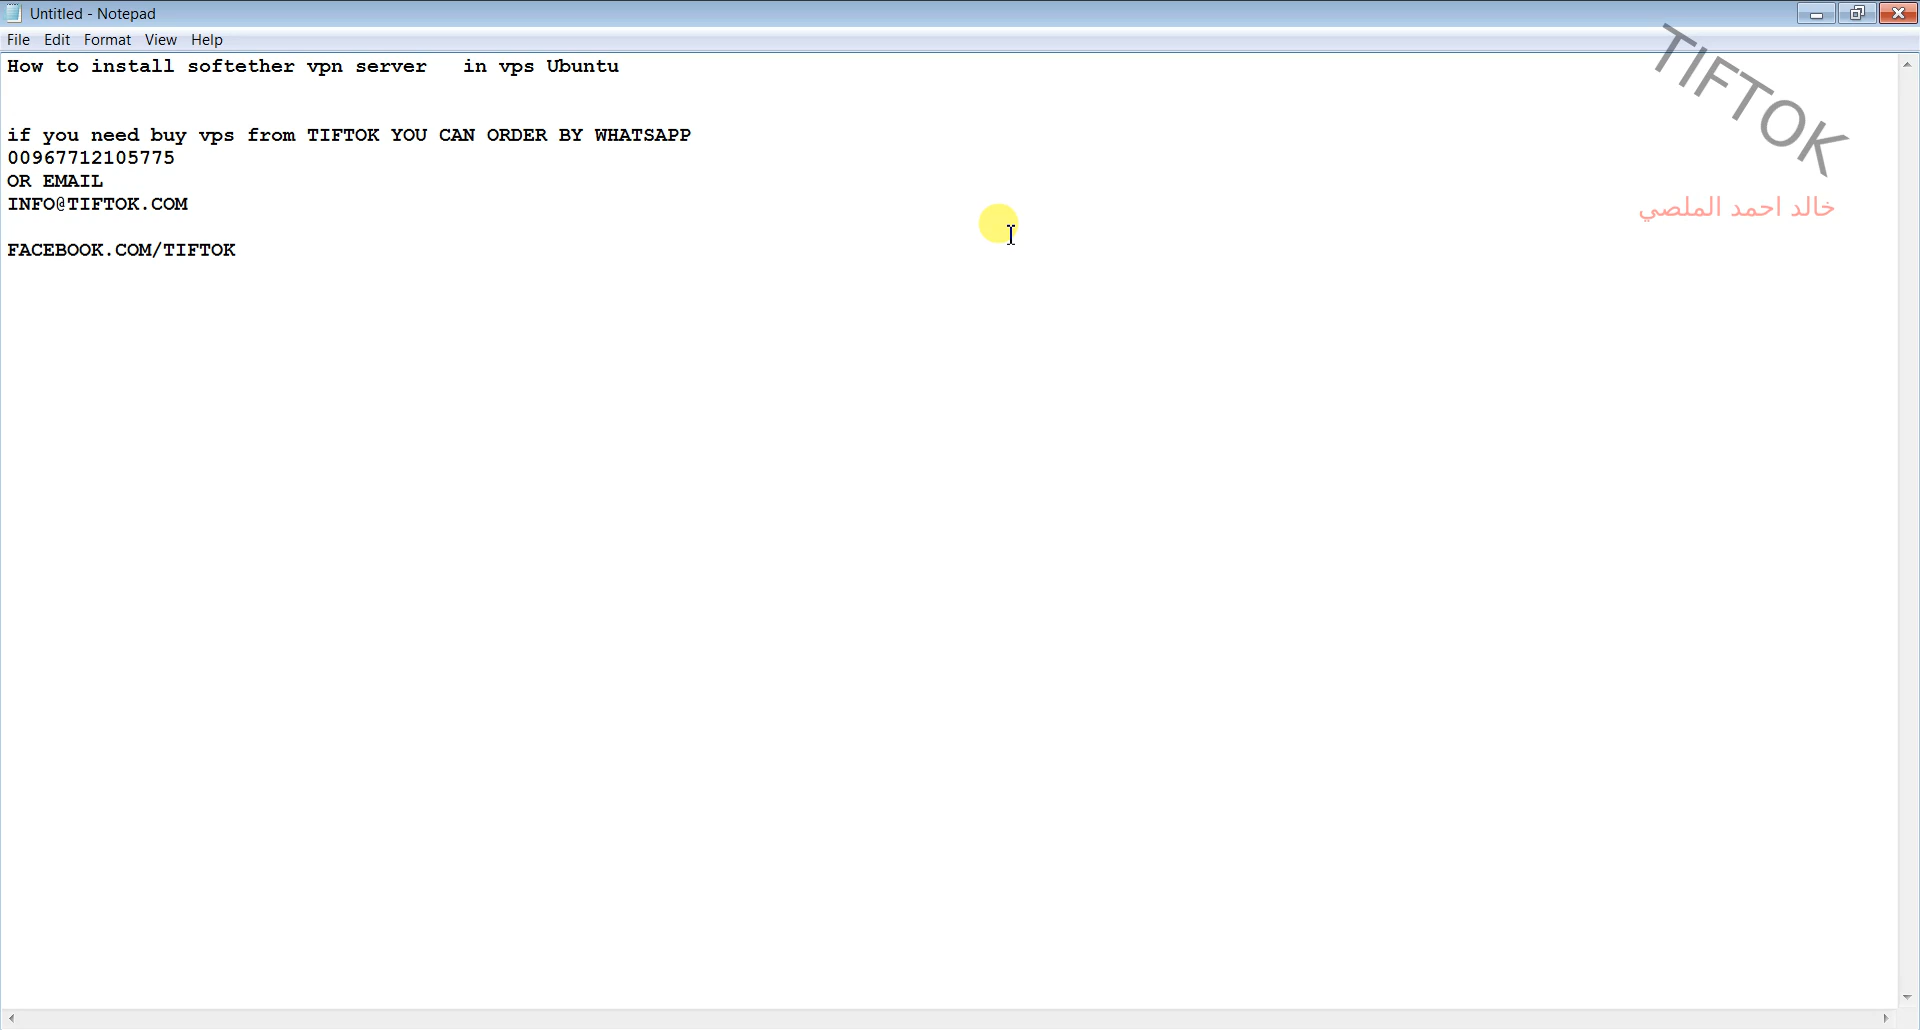 Untitled - Notepad
File Edit Format View Help
How to install softether vpn server   in vps Ubuntu
if you need buy vps from TIFTOK YOU CAN ORDER BY WHATSAPP
00967712105775
OR EMAIL
INFO@TIFTOK.COM
FACEBOOK.COM/TIFTOK
TIFTOK
خالد احمد الملصي